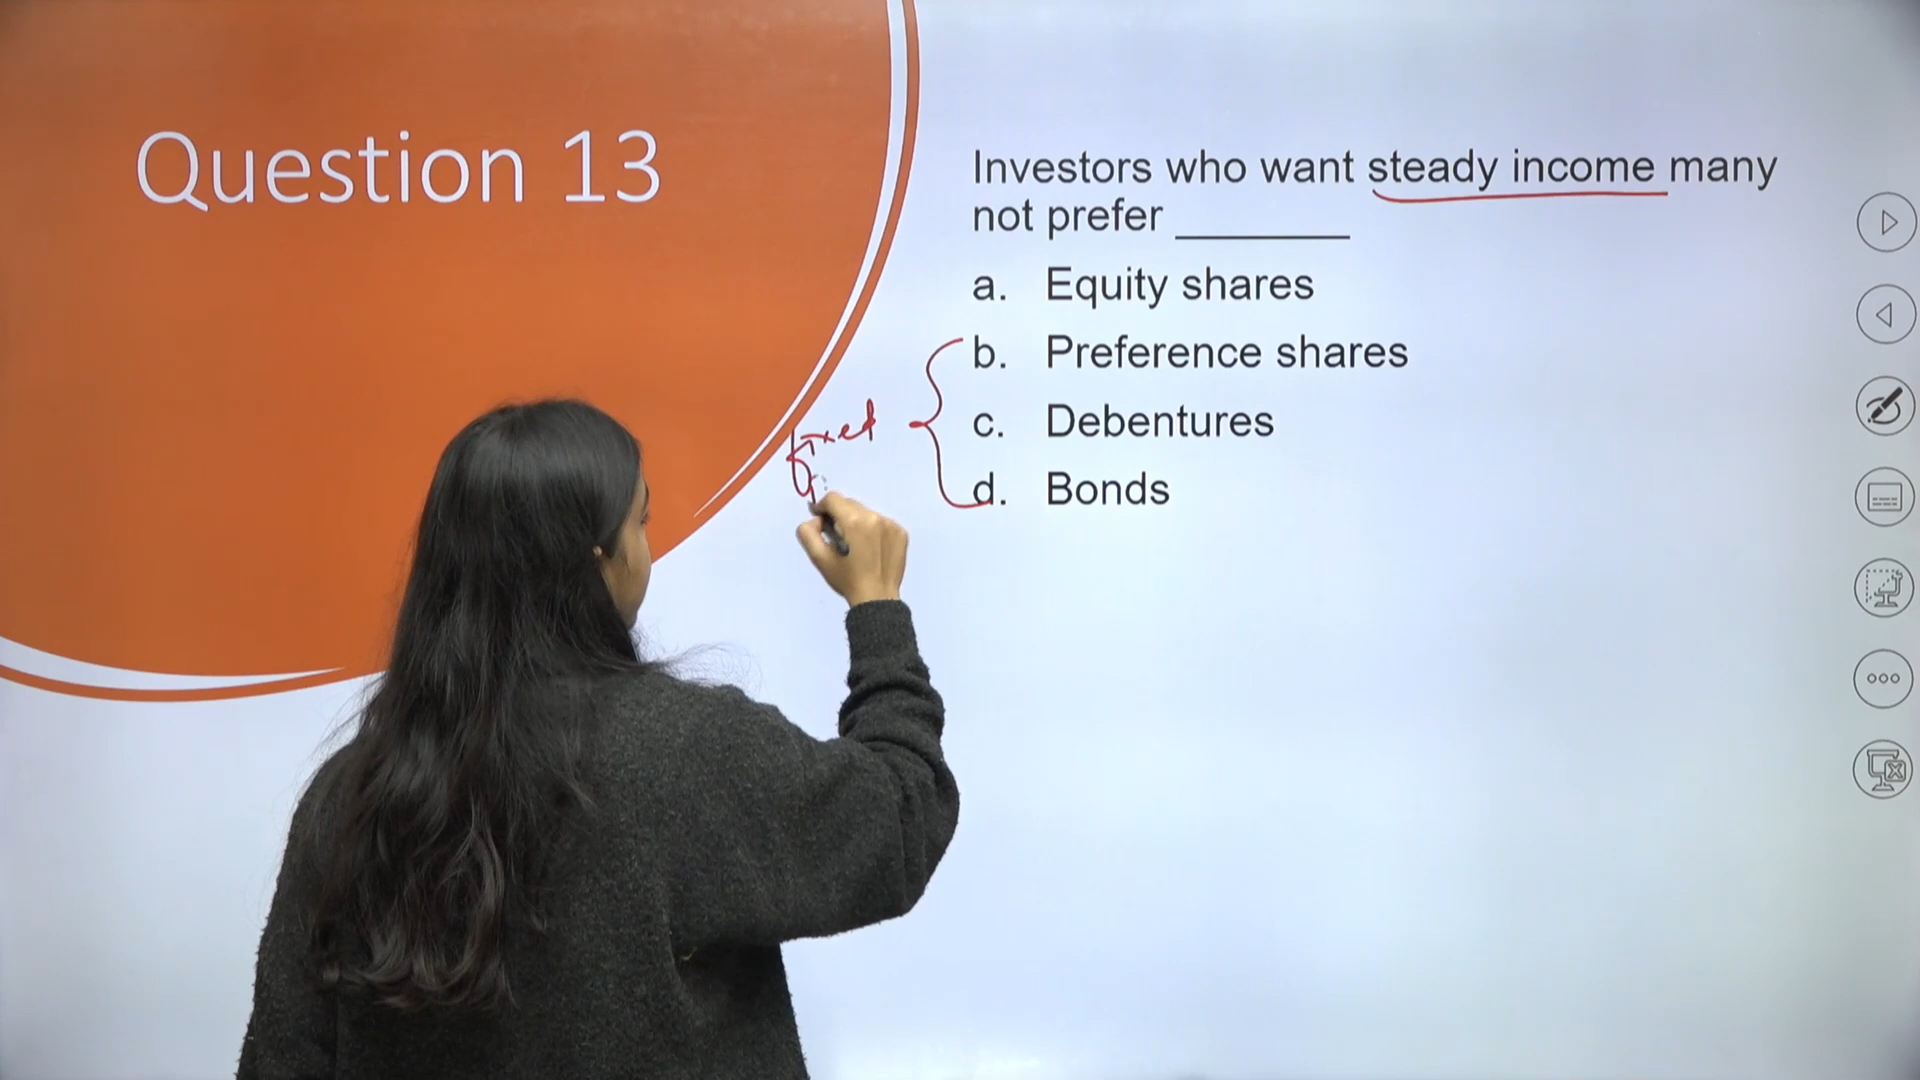 Question 13
Investors who want steady income many
not prefer ________
a. Equity shares
b. Preference shares
c. Debentures
d. Bonds
fixed